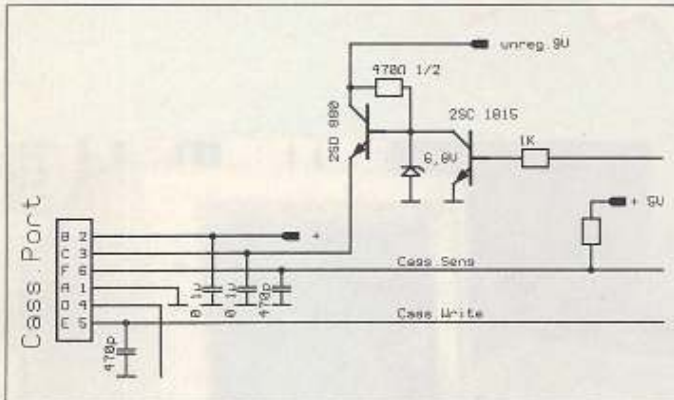 unreg.9V
470Ω 1/2
2SD 880
2SC 1815
1K
6,8V
+ 5V
Cass.Port
B 2
C 3
F 6
A 1
D 4
E 5
+
Cass.Sens
0.1µ
0.1µ
470p
Cass.Write
470p